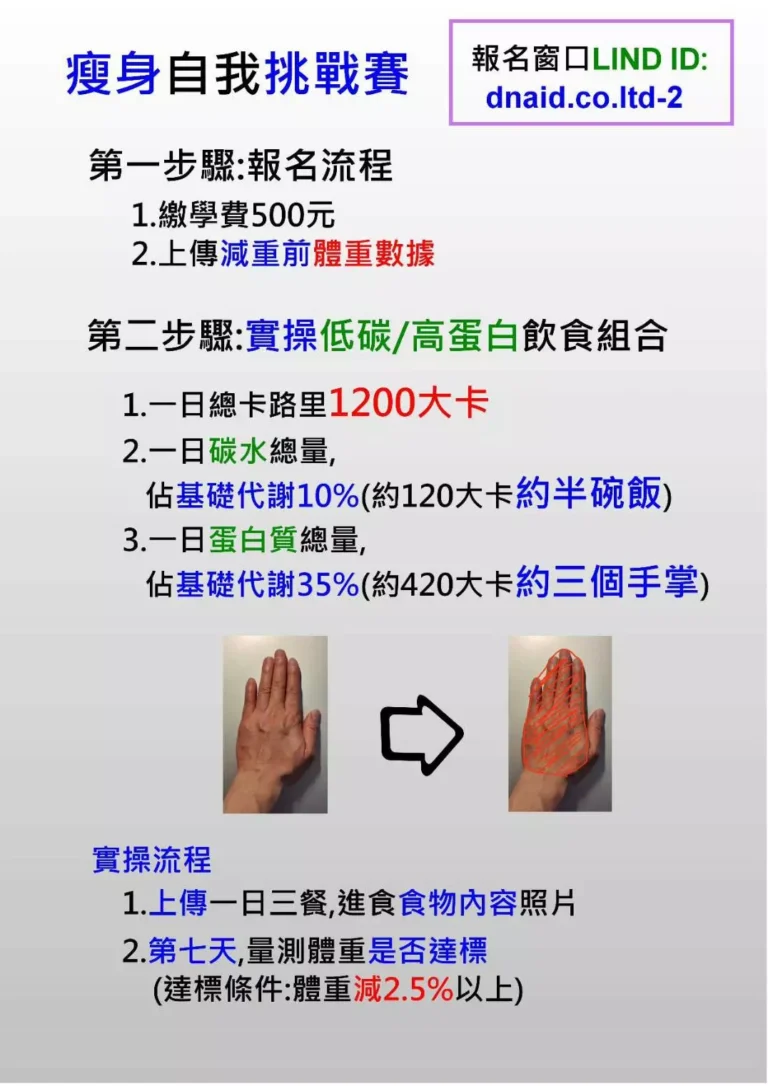 瘦身自我挑戰賽
報名窗口LIND ID:
dnaid.co.ltd-2
第一步驟:報名流程
1.繳學費500元
2.上傳減重前體重數據
第二步驟:實操低碳/高蛋白飲食組合
1.一日總卡路里1200大卡
2.一日碳水總量,
佔基礎代謝10%(約120大卡約半碗飯)
3.一日蛋白質總量,
佔基礎代謝35%(約420大卡約三個手掌)
實操流程
1.上傳一日三餐,進食食物內容照片
2.第七天,量測體重是否達標
(達標條件:體重減2.5%以上)